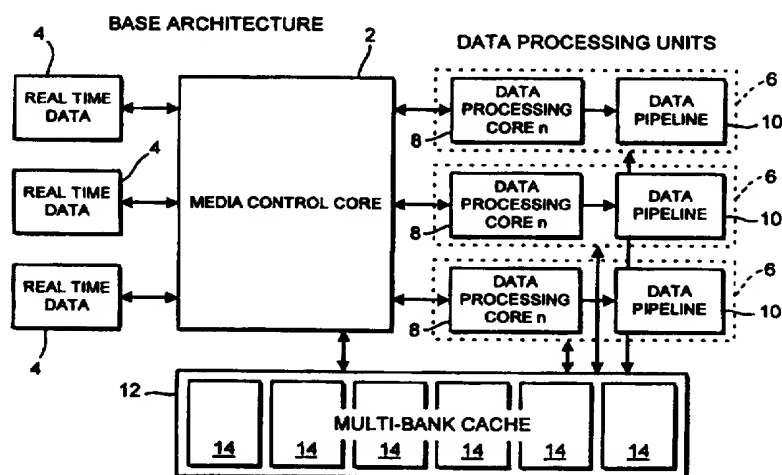 BASE ARCHITECTURE
2
DATA PROCESSING UNITS
4
REAL TIME
DATA
4
REAL TIME
DATA
REAL TIME
DATA
4
MEDIA CONTROL CORE
DATA
PROCESSING
CORE n
8
DATA
PIPELINE
6
10
DATA
PROCESSING
CORE n
8
DATA
PIPELINE
6
10
DATA
PROCESSING
CORE n
8
DATA
PIPELINE
6
10
12
MULTI-BANK CACHE
14 14 14 14 14 14